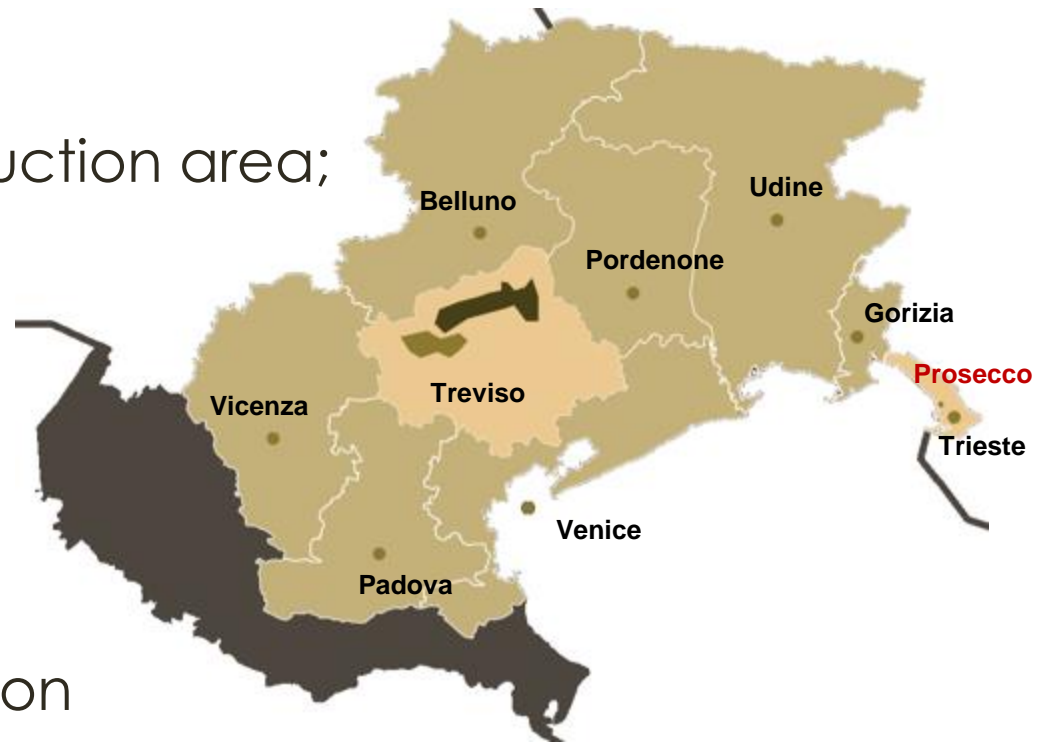 uction area;
Belluno
Udine
Pordenone
Gorizia
Prosecco
Treviso
Vicenza
Trieste
Venice
Padova
on